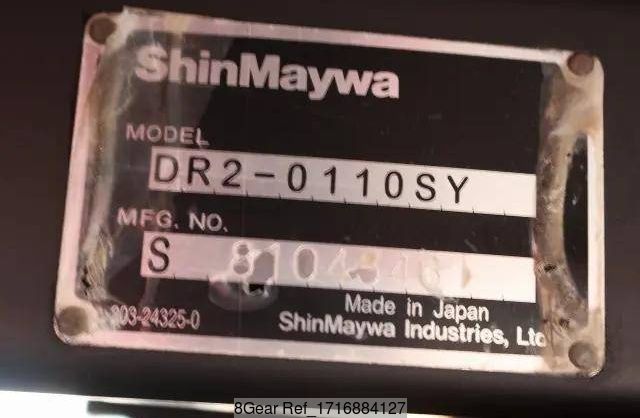 ShinMaywa
MODEL
DR2-0110SY
MFG. NO.
S
203-24325-0
Made in Japan
ShinMaywa Industries, Ltd
8Gear Ref_1716884127